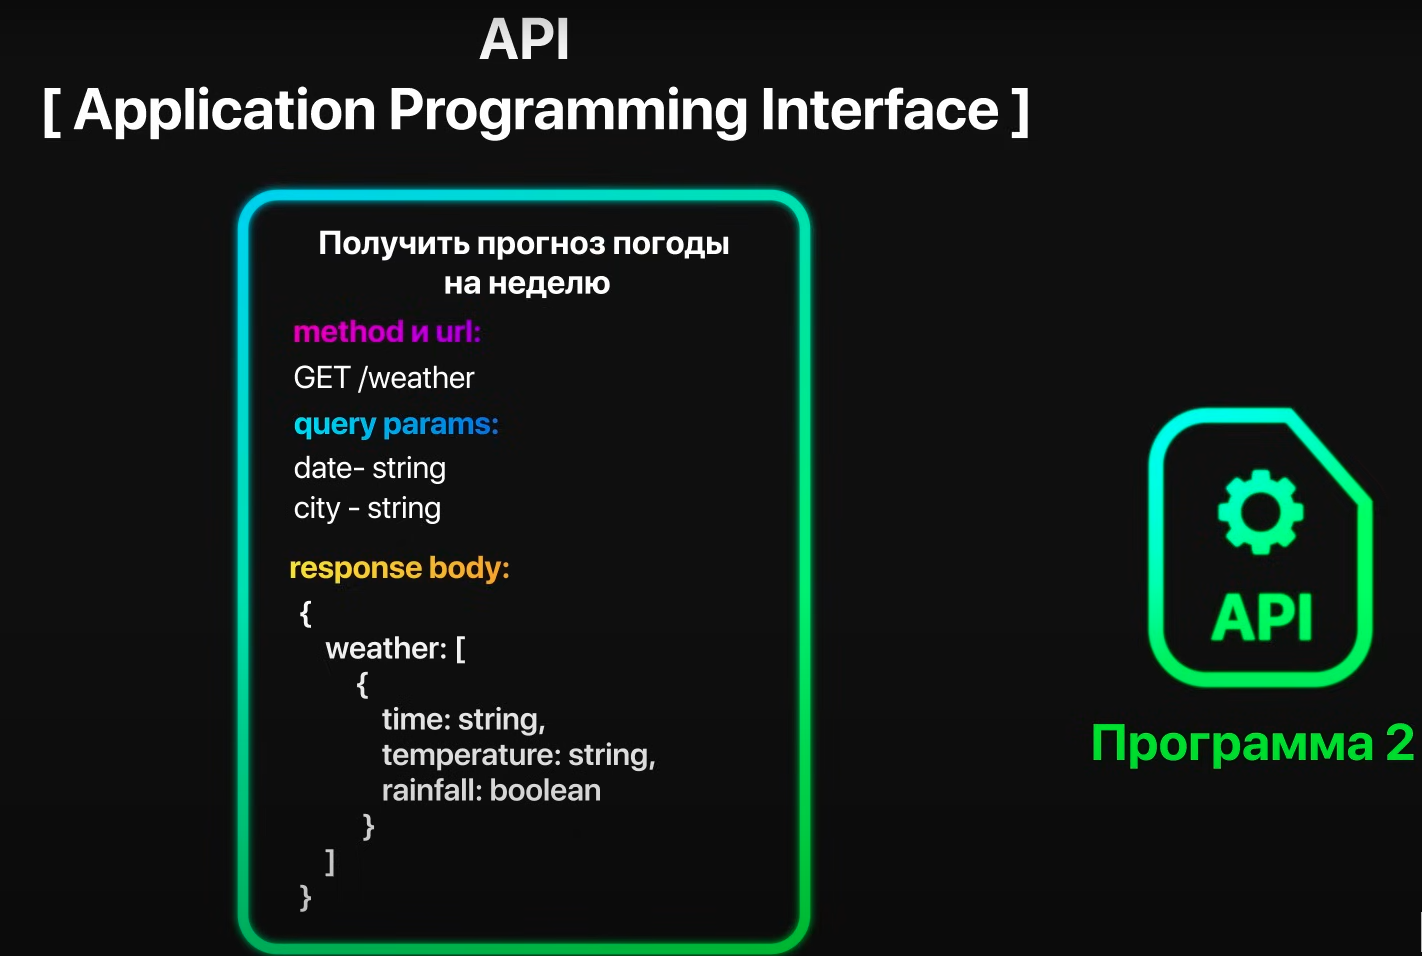 API
[ Application Programming Interface ]
Получить прогноз погоды
на неделю
method и url:
GET /weather
query params:
date- string
city - string
response body:
{
weather: [
{
time: string,
temperature: string,
rainfall: boolean
}
]
}
API
Программа 2